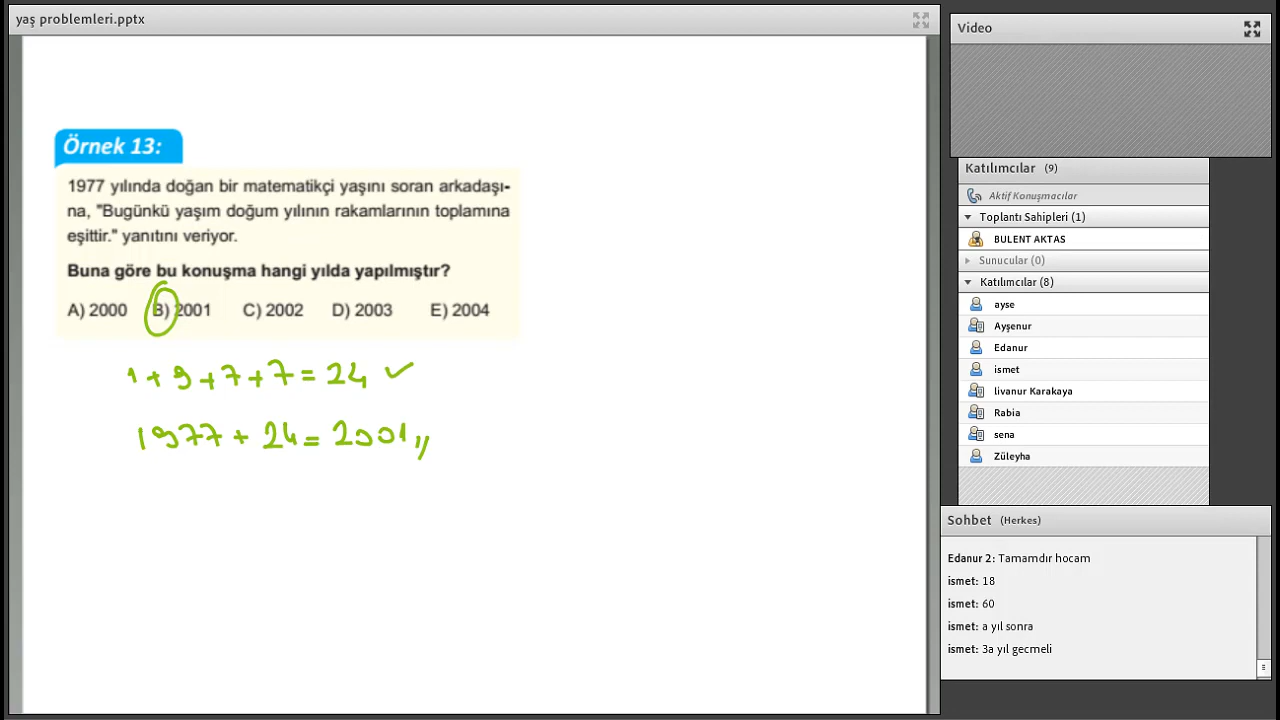 yaş problemleri.pptx
Örnek 13:
1977 yılında doğan bir matematikçi yaşını soran arkadaşı-
na, "Bugünkü yaşım doğum yılının rakamlarının toplamına
eşittir." yanıtını veriyor.
Buna göre bu konuşma hangi yılda yapılmıştır?
A) 2000 B) 2001 C) 2002 D) 2003 E) 2004
1+9+7+7=24 ✓
1977+24=2001,,
Video
Katılımcılar (9)
Aktif Konuşmacılar
Toplantı Sahipleri (1)
BULENT AKTAS
Sunucular (0)
Katılımcılar (8)
ayse
Ayşenur
Edanur
ismet
livanur Karakaya
Rabia
sena
Züleyha
Sohbet (Herkes)
Edanur 2: Tamamdır hocam
ismet: 18
ismet: 60
ismet: a yıl sonra
ismet: 3a yıl gecmeli